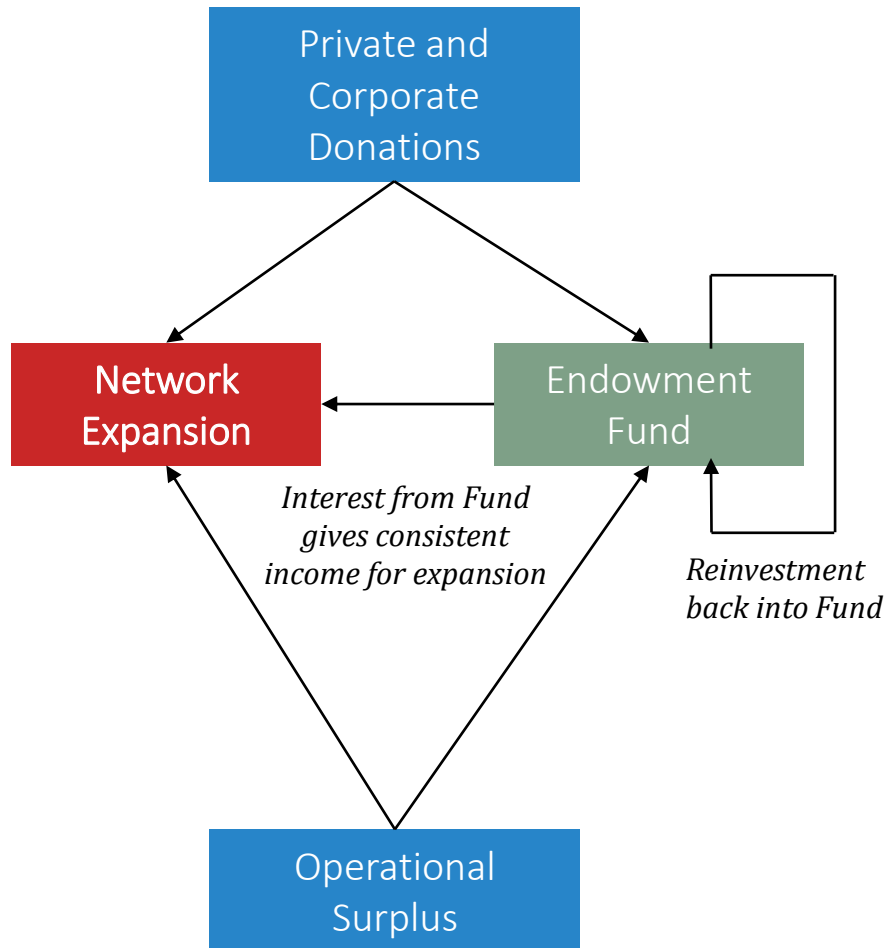 Private and
Corporate
Donations
Network
Expansion
Endowment
Fund
Interest from Fund
gives consistent
income for expansion
Reinvestment
back into Fund
Operational
Surplus